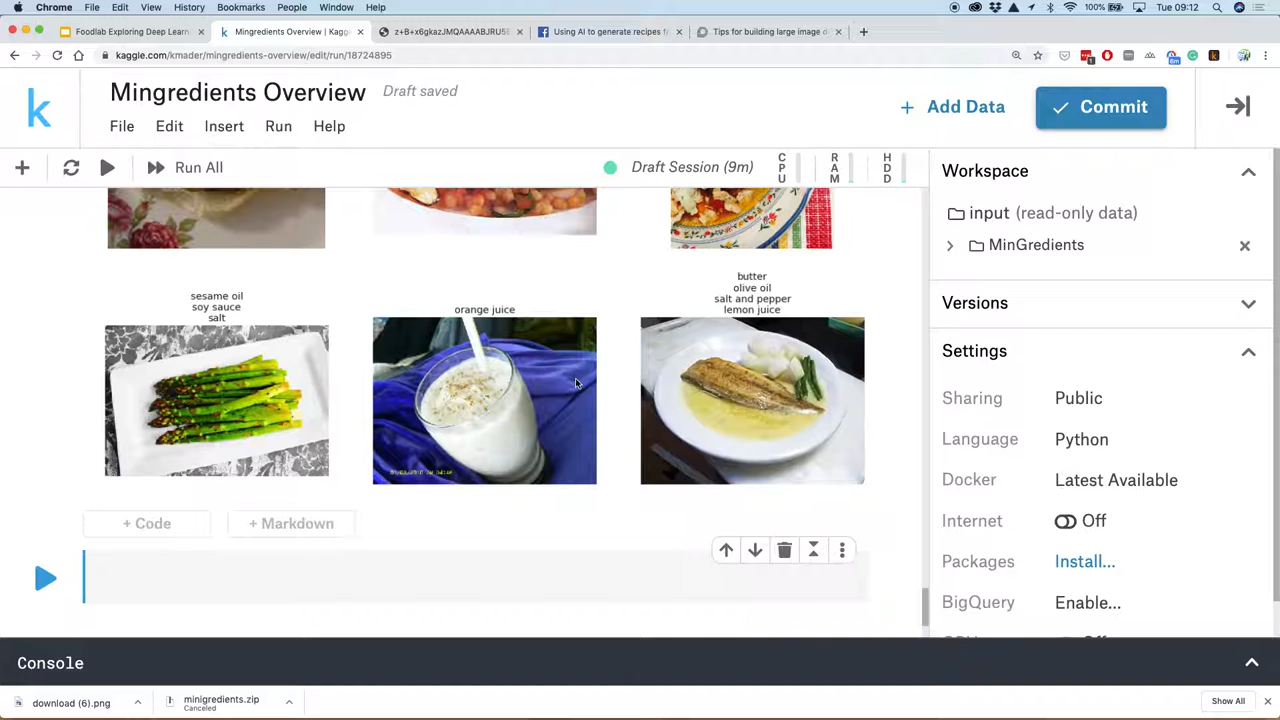 Chrome File Edit View History Bookmarks People Window Help
100% Tue 09:12
Foodlab Exploring Deep Learn
Mingredients Overview | Kagg
z+B+x6gkazJMQAAAABJRU5E
Using AI to generate recipes f
Tips for building large image d
kaggle.com/kmader/mingredients-overview/edit/run/18724895
k
Mingredients Overview
Draft saved
Add Data
Commit
File Edit Insert Run Help
Run All
Draft Session (9m)
CPU
RAM
HDD
Workspace
input (read-only data)
MinGredients
Versions
Settings
Sharing Public
Language Python
Docker Latest Available
Internet Off
Packages Install...
BigQuery Enable...
sesame oil
soy sauce
salt
orange juice
butter
olive oil
salt and pepper
lemon juice
+ Code
+ Markdown
Console
download (6).png
minigredients.zip
Canceled
Show All